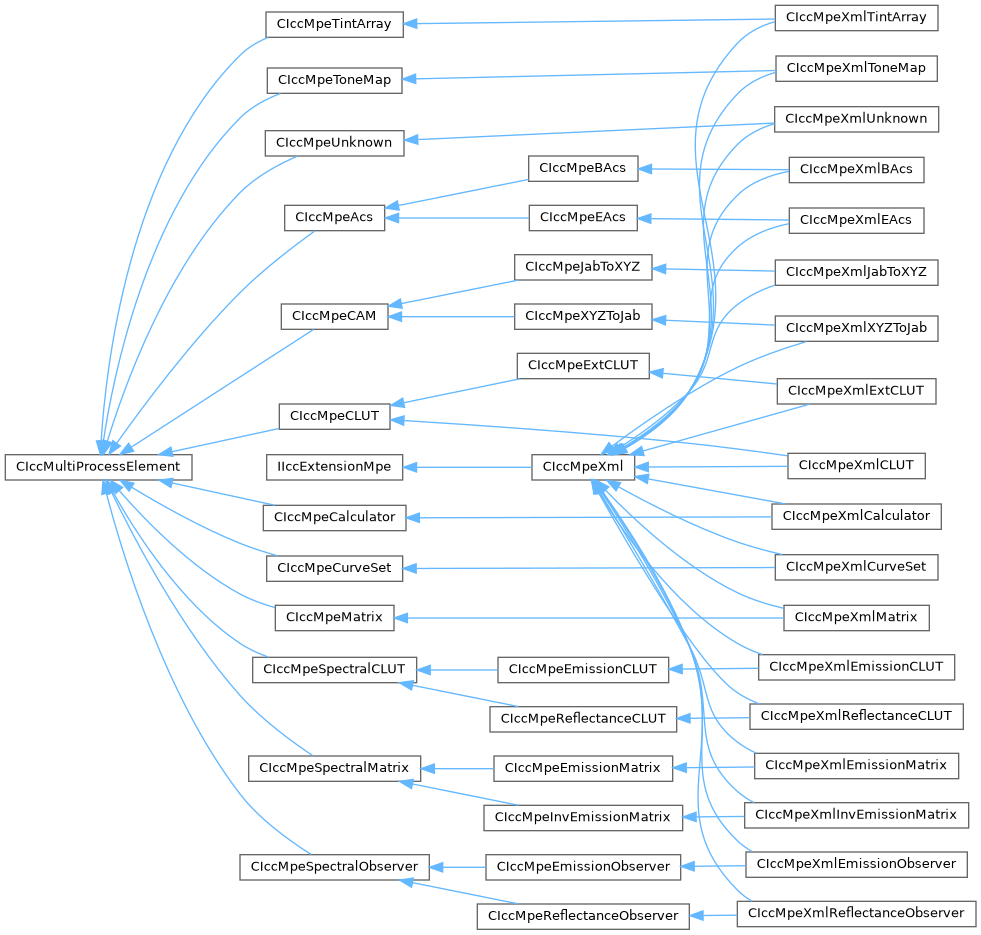 CIccMpeTintArray
CIccMpeXmlTintArray
CIccMpeToneMap
CIccMpeXmlToneMap
CIccMpeUnknown
CIccMpeXmlUnknown
CIccMpeBAcs
CIccMpeXmlBAcs
CIccMpeAcs
CIccMpeEAcs
CIccMpeXmlEAcs
CIccMpeJabToXYZ
CIccMpeXmlJabToXYZ
CIccMpeCAM
CIccMpeXYZToJab
CIccMpeXmlXYZToJab
CIccMpeExtCLUT
CIccMpeXmlExtCLUT
CIccMpeCLUT
CIccMultiProcessElement
IIccExtensionMpe
CIccMpeXml
CIccMpeXmlCLUT
CIccMpeCalculator
CIccMpeXmlCalculator
CIccMpeCurveSet
CIccMpeXmlCurveSet
CIccMpeMatrix
CIccMpeXmlMatrix
CIccMpeSpectralCLUT
CIccMpeEmissionCLUT
CIccMpeXmlEmissionCLUT
CIccMpeReflectanceCLUT
CIccMpeXmlReflectanceCLUT
CIccMpeSpectralMatrix
CIccMpeEmissionMatrix
CIccMpeXmlEmissionMatrix
CIccMpeInvEmissionMatrix
CIccMpeXmlInvEmissionMatrix
CIccMpeSpectralObserver
CIccMpeEmissionObserver
CIccMpeXmlEmissionObserver
CIccMpeReflectanceObserver
CIccMpeXmlReflectanceObserver